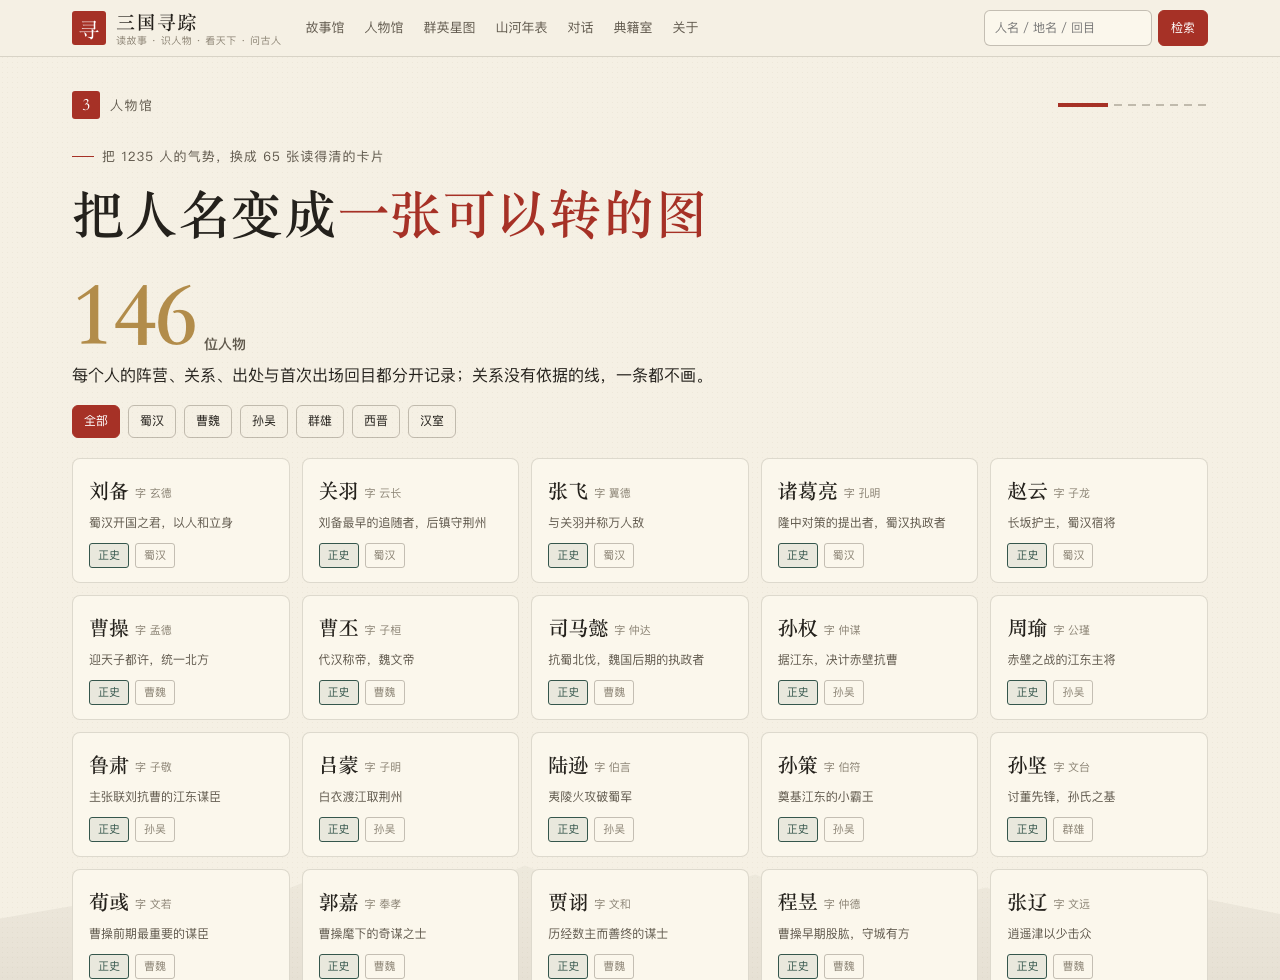 寻 三国寻踪
读故事 · 识人物 · 看天下 · 问古人
故事馆 人物馆 群英星图 山河年表 对话 典籍室 关于
人名 / 地名 / 回目 检索
3 人物馆
把 1235 人的气势，换成 65 张读得清的卡片
把人名变成一张可以转的图
146 位人物
每个人的阵营、关系、出处与首次出场回目都分开记录；关系没有依据的线，一条都不画。
全部 蜀汉 曹魏 孙吴 群雄 西晋 汉室
刘备 字 玄德
蜀汉开国之君，以人和立身
正史 蜀汉
关羽 字 云长
刘备最早的追随者，后镇守荆州
正史 蜀汉
张飞 字 翼德
与关羽并称万人敌
正史 蜀汉
诸葛亮 字 孔明
隆中对策的提出者，蜀汉执政者
正史 蜀汉
赵云 字 子龙
长坂护主，蜀汉宿将
正史 蜀汉
曹操 字 孟德
迎天子都许，统一北方
正史 曹魏
曹丕 字 子桓
代汉称帝，魏文帝
正史 曹魏
司马懿 字 仲达
抗蜀北伐，魏国后期的执政者
正史 曹魏
孙权 字 仲谋
据江东，决计赤壁抗曹
正史 孙吴
周瑜 字 公瑾
赤壁之战的江东主将
正史 孙吴
鲁肃 字 子敬
主张联刘抗曹的江东谋臣
正史 孙吴
吕蒙 字 子明
白衣渡江取荆州
正史 孙吴
陆逊 字 伯言
夷陵火攻破蜀军
正史 孙吴
孙策 字 伯符
奠基江东的小霸王
正史 孙吴
孙坚 字 文台
讨董先锋，孙氏之基
正史 群雄
荀彧 字 文若
曹操前期最重要的谋臣
正史 曹魏
郭嘉 字 奉孝
曹操麾下的奇谋之士
正史 曹魏
贾诩 字 文和
历经数主而善终的谋士
正史 曹魏
程昱 字 仲德
曹操早期股肱，守城有方
正史 曹魏
张辽 字 文远
逍遥津以少击众
正史 曹魏